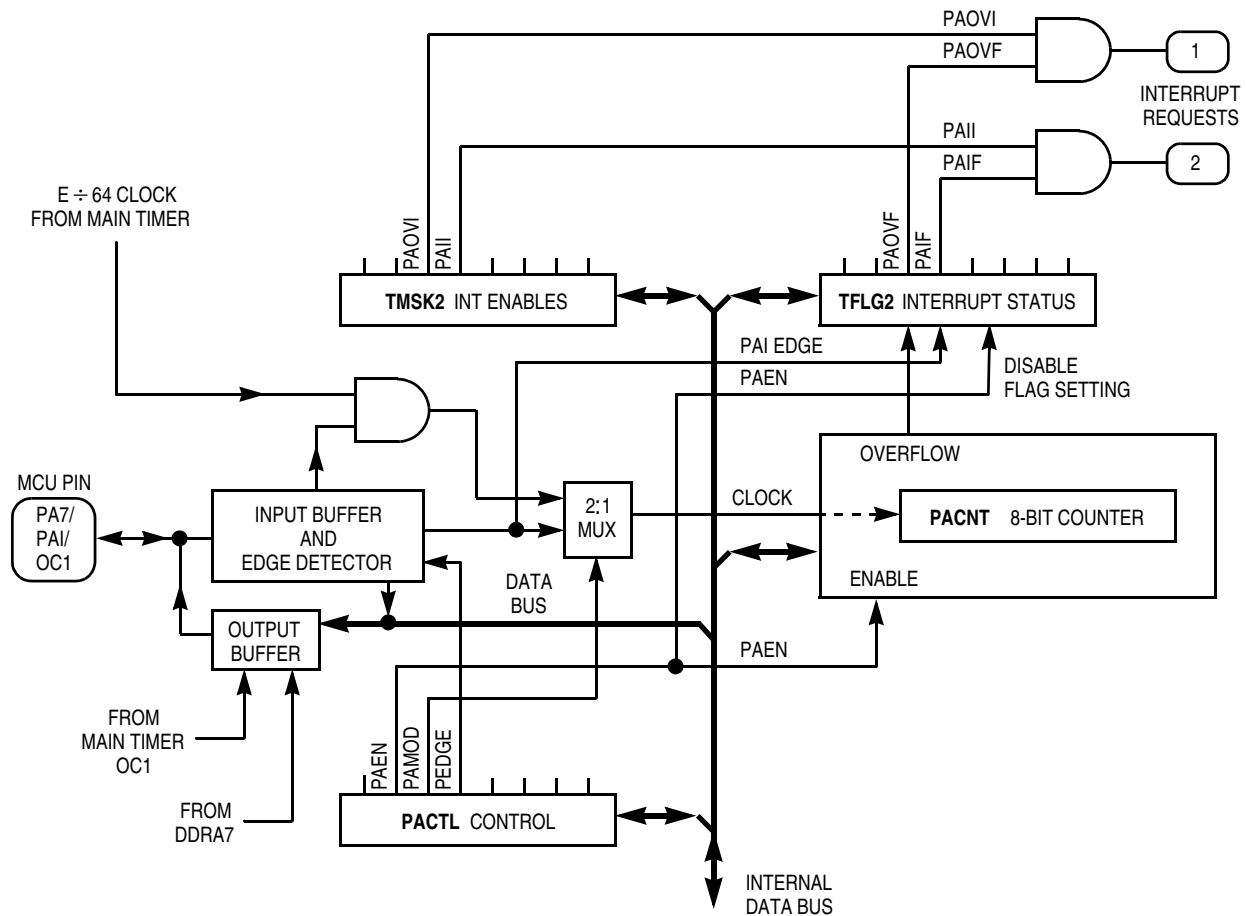 PAOVI
PAOVF
1
INTERRUPT
REQUESTS
PAII
PAIF
2
E ÷ 64 CLOCK
FROM MAIN TIMER
PAOVI
PAII
PAOVF
PAIF
TMSK2 INT ENABLES
TFLG2 INTERRUPT STATUS
PAI EDGE
PAEN
DISABLE
FLAG SETTING
OVERFLOW
MCU PIN
PA7/
PAI/
OC1
INPUT BUFFER
AND
EDGE DETECTOR
2:1
MUX
CLOCK
PACNT 8-BIT COUNTER
ENABLE
DATA
BUS
OUTPUT
BUFFER
PAEN
FROM
MAIN TIMER
OC1
PAEN
PAMOD
PEDGE
FROM
DDRA7
PACTL CONTROL
INTERNAL
DATA BUS